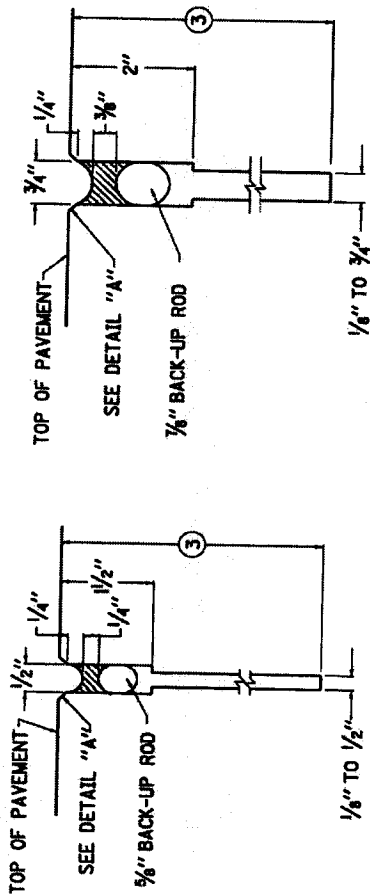 TOP OF PAVEMENT
SEE DETAIL "A"
7/8" BACK-UP ROD
3/4"
1/4"
3/8"
2"
3
1/8" TO 3/4"
TOP OF PAVEMENT
SEE DETAIL "A"
5/8" BACK-UP ROD
1/2"
1/4"
1/4"
1 1/2"
3
1/8" TO 1/2"